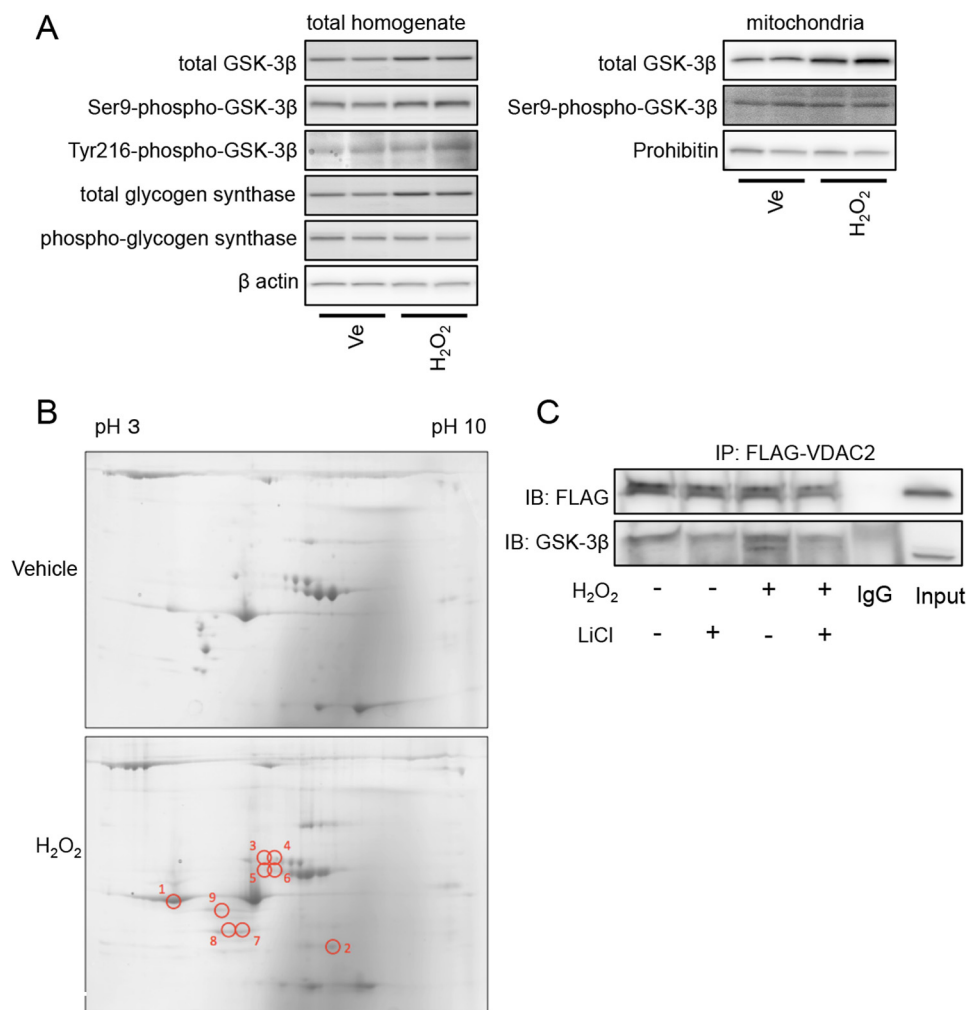 A
total homogenate
total GSK-3β
Ser9-phospho-GSK-3β
Tyr216-phospho-GSK-3β
total glycogen synthase
phospho-glycogen synthase
β actin
Ve
H₂O₂
mitochondria
total GSK-3β
Ser9-phospho-GSK-3β
Prohibitin
Ve
H₂O₂
B
pH 3 pH 10
Vehicle
H₂O₂
3 4
5 6
1
9
8 7
2
C
IP: FLAG-VDAC2
IB: FLAG
IB: GSK-3β
H₂O₂ - - + + IgG Input
LiCl - + - +